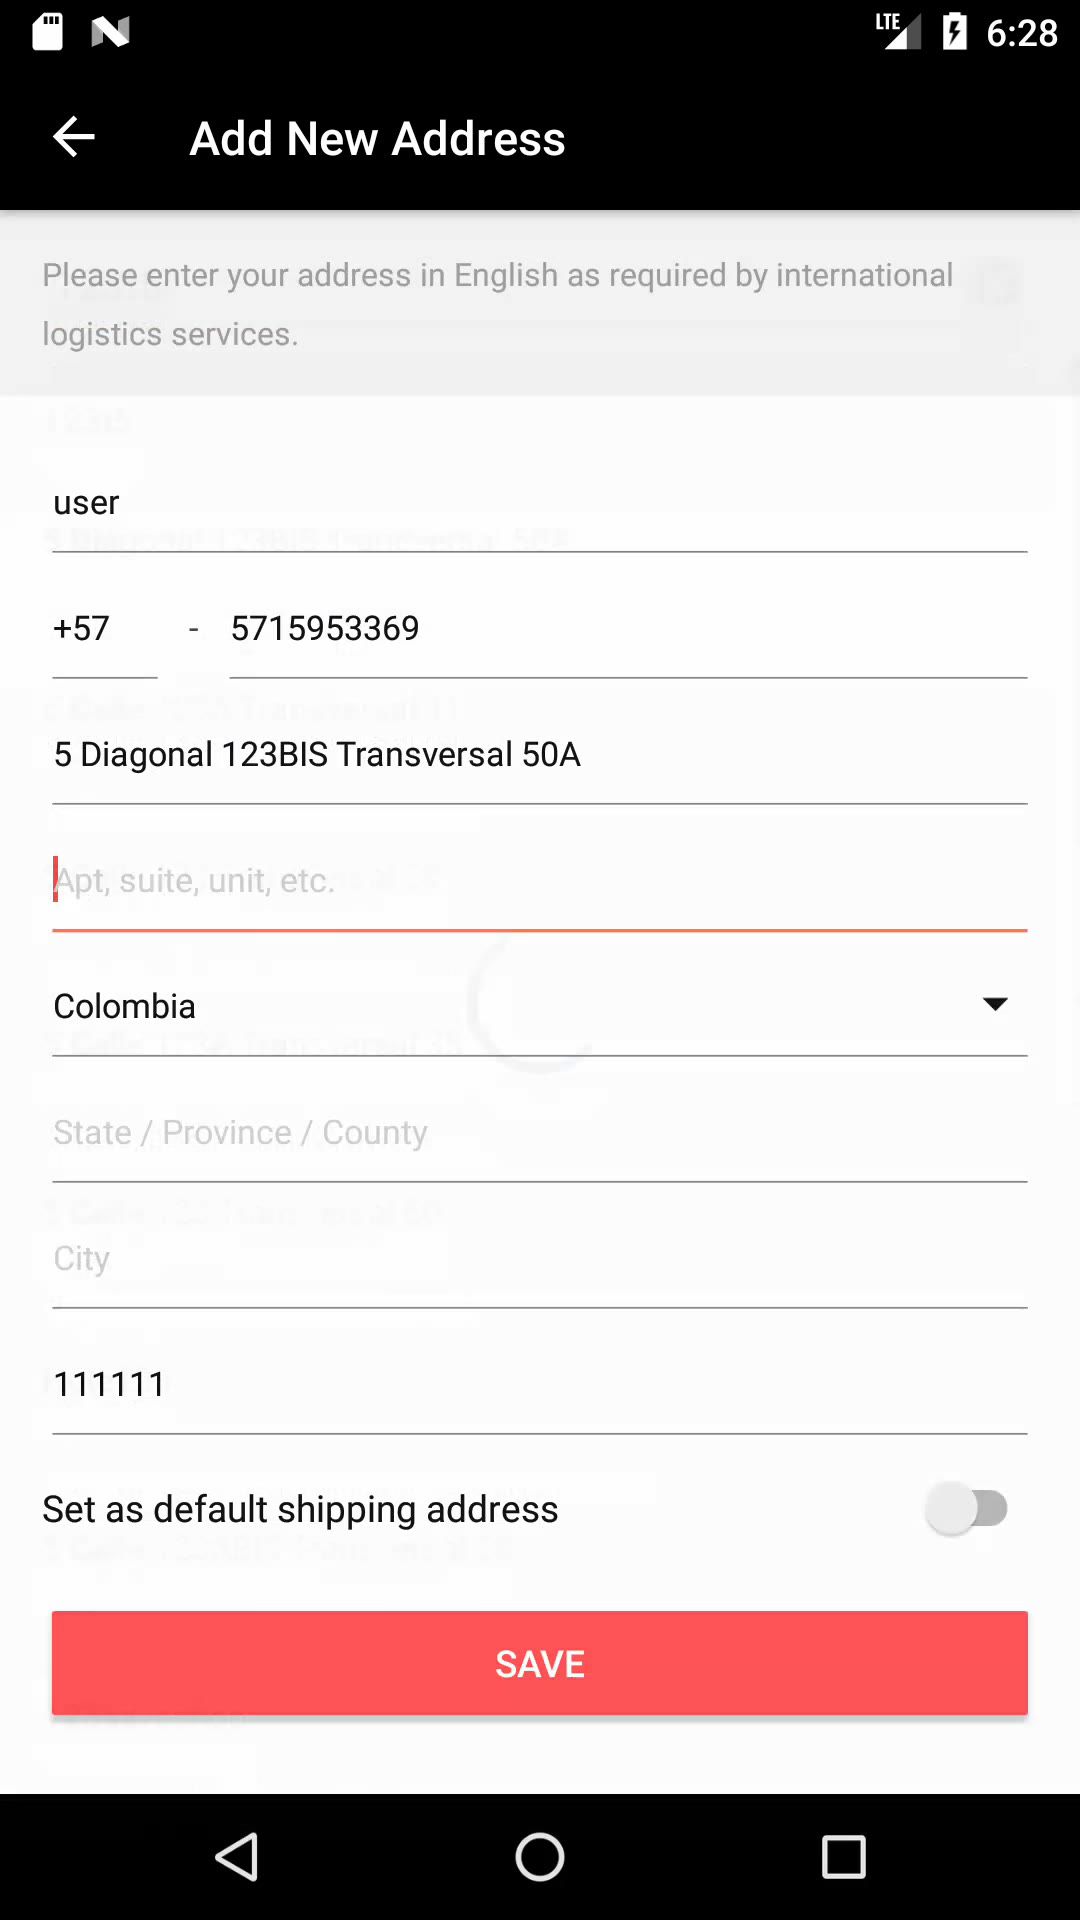 LTE 6:28
Add New Address
Please enter your address in English as required by international
logistics services.
user
+57 - 5715953369
5 Diagonal 123BIS Transversal 50A
Apt, suite, unit, etc.
Colombia
State / Province / County
City
111111
Set as default shipping address
SAVE